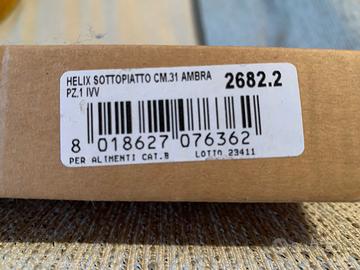 HELIX SOTTOPIATTO CM.31 AMBRA 2682.2
PZ.1 IVV
8 018627 076362
PER ALIMENTI CAT.B LOTTO 23411